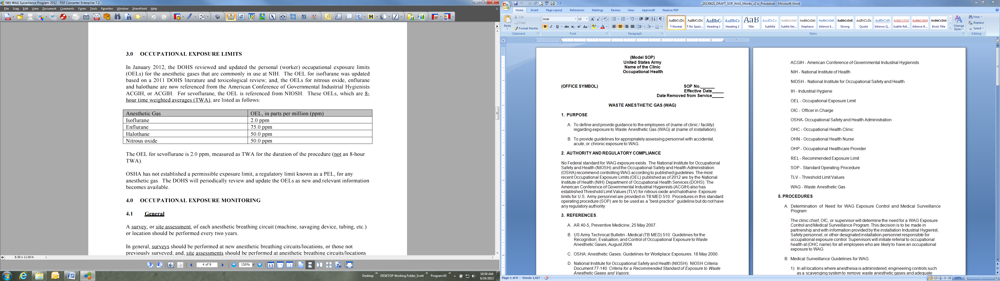 NIH WAG Surveillance Program 2012 - PDF Converter Enterprise 7.2
File Scan Edit View Document Comments Forms Tools Favorites Window SharePoint Help
3.0 OCCUPATIONAL EXPOSURE LIMITS
In January 2012, the DOHS reviewed and updated the personal (worker) occupational exposure limits
(OELs) for the anesthetic gases that are commonly in use at NIH. The OEL for isoflurane was updated
based on a 2011 DOHS literature and toxicological review; and, the OELs for nitrous oxide, enflurane
and halothane are now referenced from the American Conference of Governmental Industrial Hygienists
ACGIH, or ACGIH. For sevoflurane, the OEL is referenced from NIOSH. These OELs, which are 8-
hour time weighted averages (TWA), are listed as follows:
Anesthetic Gas OEL, in parts per million (ppm)
Isoflurane 2.0 ppm
Enflurane 75.0 ppm
Halothane 50.0 ppm
Nitrous oxide 50.0 ppm
The OEL for sevoflurane is 2.0 ppm, measured as TWA for the duration of the procedure (not an 8-hour
TWA).
OSHA has not established a permissible exposure limit, a regulatory limit known as a PEL, for any
anesthetic gas. The DOHS will periodically review and update the OELs as new and relevant information
becomes available.
4.0 OCCUPATIONAL EXPOSURE MONITORING
4.1 General
A survey, or site assessment, of each anesthetic breathing circuit (machine, savaging device, tubing, etc.)
or location should be performed every two years.
In general, surveys should be performed at new anesthetic breathing circuits/locations, or those not
previously surveyed; and, site assessments should be performed at anesthetic breathing circuits/locations
8.50 x 11.00 in
4 of 9
150%
Desktop DESKTOP Working Folder_Scott Program 65
10:59 AM
6/24/2013
_20130621_DRAFT_SOP_WAG_Monks_v2 w_Procedure - Microsoft Word
Home Insert Page Layout References Mailings Review View ApproveIt Nuance PDF
Paste
Cut
Copy
Format Painter
Clipboard
Arial 12
Font
Paragraph
¶ Normal ¶ No Spaci... Heading 1 Heading 2 Title Subtitle Subtle Em... Emphasis Intense E... Strong Quote Intense Q... Subtle Ref... Intense R... Book Title
Change
Styles
Styles
Find
Replace
Select
Editing
(Model SOP)
United States Army
Name of the Clinic
Occupational Health
(OFFICE SYMBOL) SOP No.______
Effective Date_____
Date Removed from Service_____
WASTE ANESTHETIC GAS (WAG)
1. PURPOSE
A. To define and provide guidance to the employees of (name of clinic / facility)
regarding exposure to Waste Anesthetic Gas (WAG) at (name of installation).
B. To provide guidelines for appropriately assessing personnel with accidental,
acute, or chronic exposure to WAG.
2. AUTHORITY AND REGULATORY COMPLIANCE
No Federal standard for WAG exposure exists. The National Institute for Occupational
Safety and Health (NIOSH) and the Occupational Safety and Health Administration
(OSHA) recommend controlling WAG according to published guidelines. The most
recent Occupational Exposure Limits (OEL) published as of 2012 are by the National
Institute of Health (NIH) Department of Occupational Health Services (DOHS). The
American Conference of Governmental Industrial Hygienists (ACGIH) also has
established Threshold Limit Values (TLV) for nitrous oxide and halothane. Exposure
limits for U.S. Army personnel are provided in TB MED 510. Procedures in this standard
operating procedure (SOP) are to be used as a “best-practice” guideline but do not have
any regulatory authority.
3. REFERENCES.
A. AR 40-5, Preventive Medicine, 25 May 2007.
B. US Army Technical Bulletin - Medical (TB MED) 510: Guidelines for the
Recognition, Evaluation, and Control of Occupational Exposure to Waste
Anesthetic Gases, August 2004.
C. OSHA: Anesthetic Gases: Guidelines for Workplace Exposures. 18 May 2000.
D. National Institute for Occupational Safety and Health (NIOSH). NIOSH Criteria
Document 77-140. Criteria for a Recommended Standard of Exposure to Waste
Anesthetic Gases and Vapors.
ACGIH - American Conference of Governmental Industrial Hygienists
NIH - National Institute of Health
NIOSH - National Institute for Occupational Safety and Health
IH - Industrial Hygiene
OEL - Occupational Exposure Limit
OIC - Officer in Charge
OSHA- Occupational Safety and Health Administration
OHC - Occupational Health Clinic
OHN - Occupational Health Nurse
OHP - Occupational Healthcare Provider
REL - Recommended Exposure Limit
SOP - Standard Operating Procedure
TLV - Threshold Limit Values
WAG - Waste Anesthetic Gas
5. PROCEDURES
A. Determination of Need for WAG Exposure Control and Medical Surveillance
Program
The clinic chief, OIC, or supervisor will determine the need for a WAG Exposure
Control and Medical Surveillance Program. This decision is to be made in
partnership and with information provided by the installation Industrial Hygienist,
Safety personnel, or other designated installation personnel responsible for
occupational exposure control. Supervisors will initiate referral to occupational
health at (OHC name) for all employees who are likely to have an occupational
exposure to WAG.
B. Medical Surveillance Guidelines for WAG
1) In all locations where anesthesia is administered, engineering controls such
as a scavenging system to remove waste anesthetic gases and adequate
Page: 1 of 9 Words: 1,417
100%